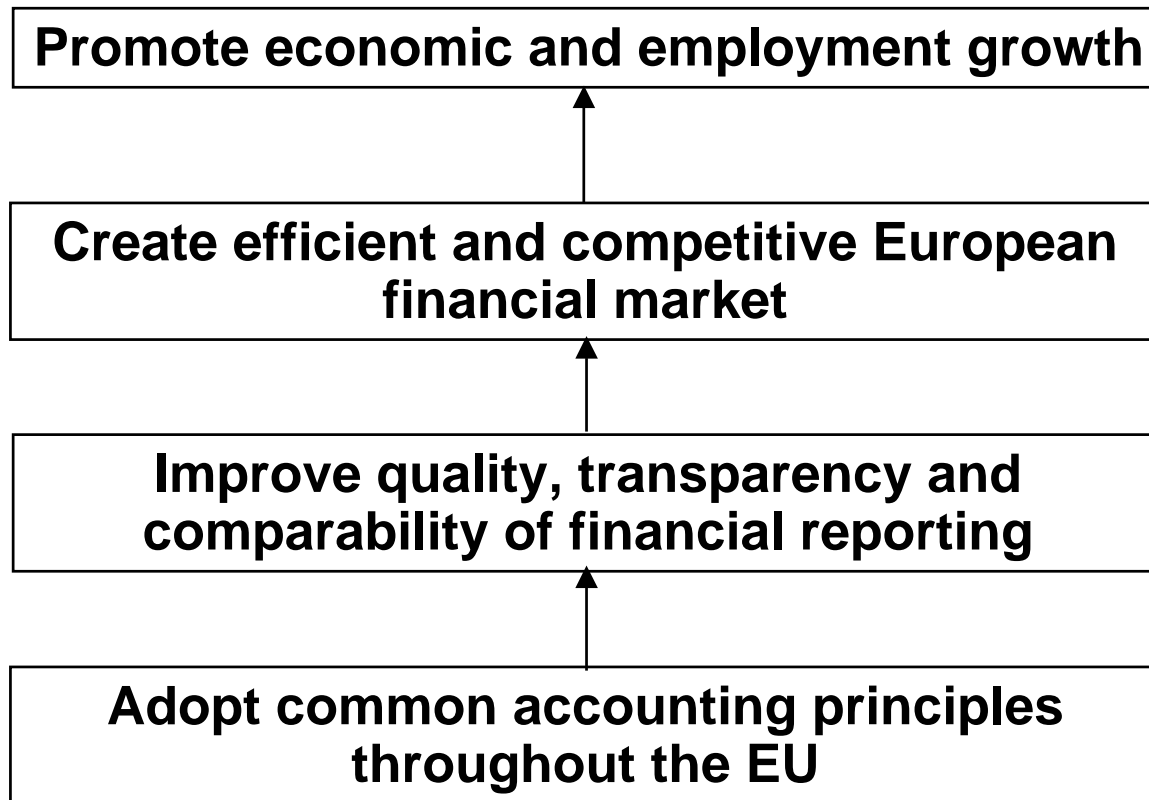 Promote economic and employment growth
Create efficient and competitive European
financial market
Improve quality, transparency and
comparability of financial reporting
Adopt common accounting principles
throughout the EU